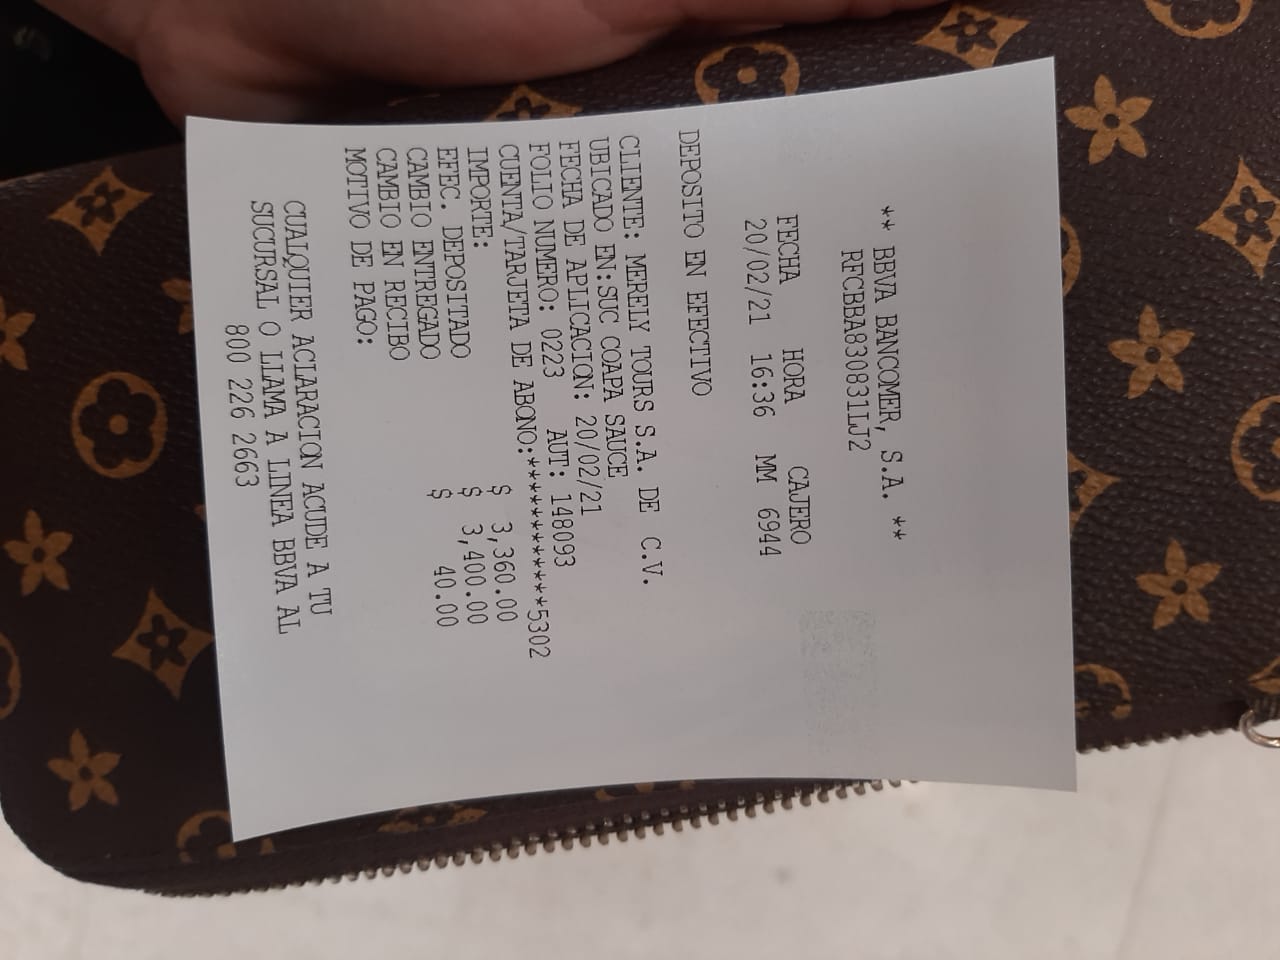 ** BBVA BANCOMER, S.A. **
RFCBBA830831LJ2
FECHA HORA CAJERO
20/02/21 16:36 MM 6944
DEPOSITO EN EFECTIVO
CLIENTE: MERELY TOURS S.A. DE C.V.
UBICADO EN:SUC COAPA SAUCE
FECHA DE APLICACION: 20/02/21
FOLIO NUMERO: 0223 AUT: 148093
CUENTA/TARJETA DE ABONO:************5302
IMPORTE: $ 3,360.00
EFEC. DEPOSITADO $ 3,400.00
CAMBIO ENTREGADO $ 40.00
CAMBIO EN RECIBO
MOTIVO DE PAGO:
CUALQUIER ACLARACION ACUDE A TU
SUCURSAL O LLAMA A LINEA BBVA AL
800 226 2663